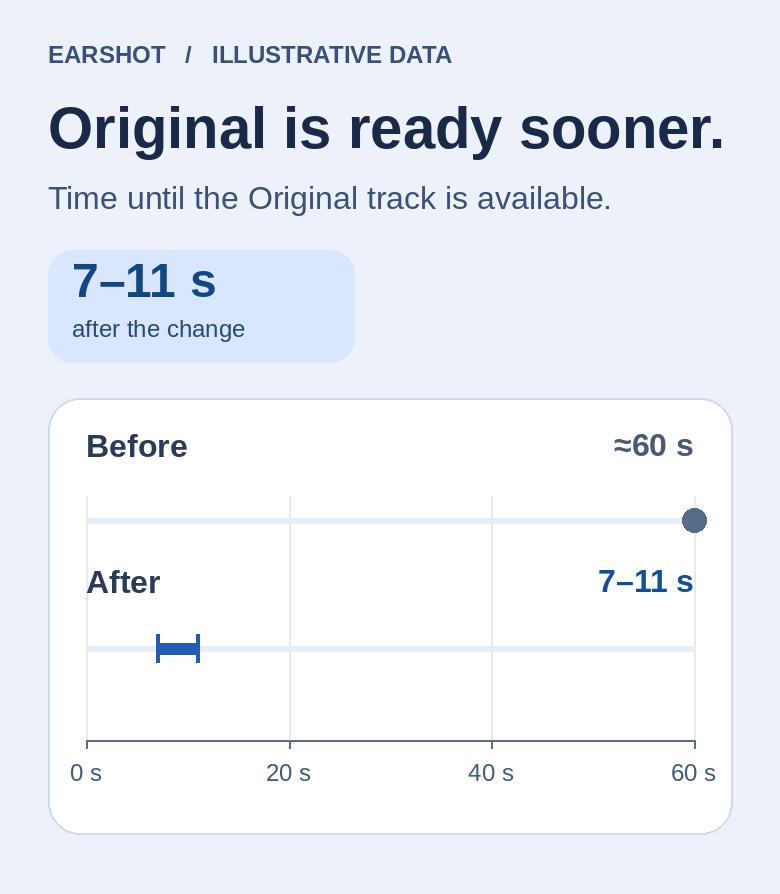 EARSHOT / ILLUSTRATIVE DATA
Original is ready sooner.
Time until the Original track is available.
7–11 s
after the change
Before ≈60 s
After 7–11 s
0 s 20 s 40 s 60 s